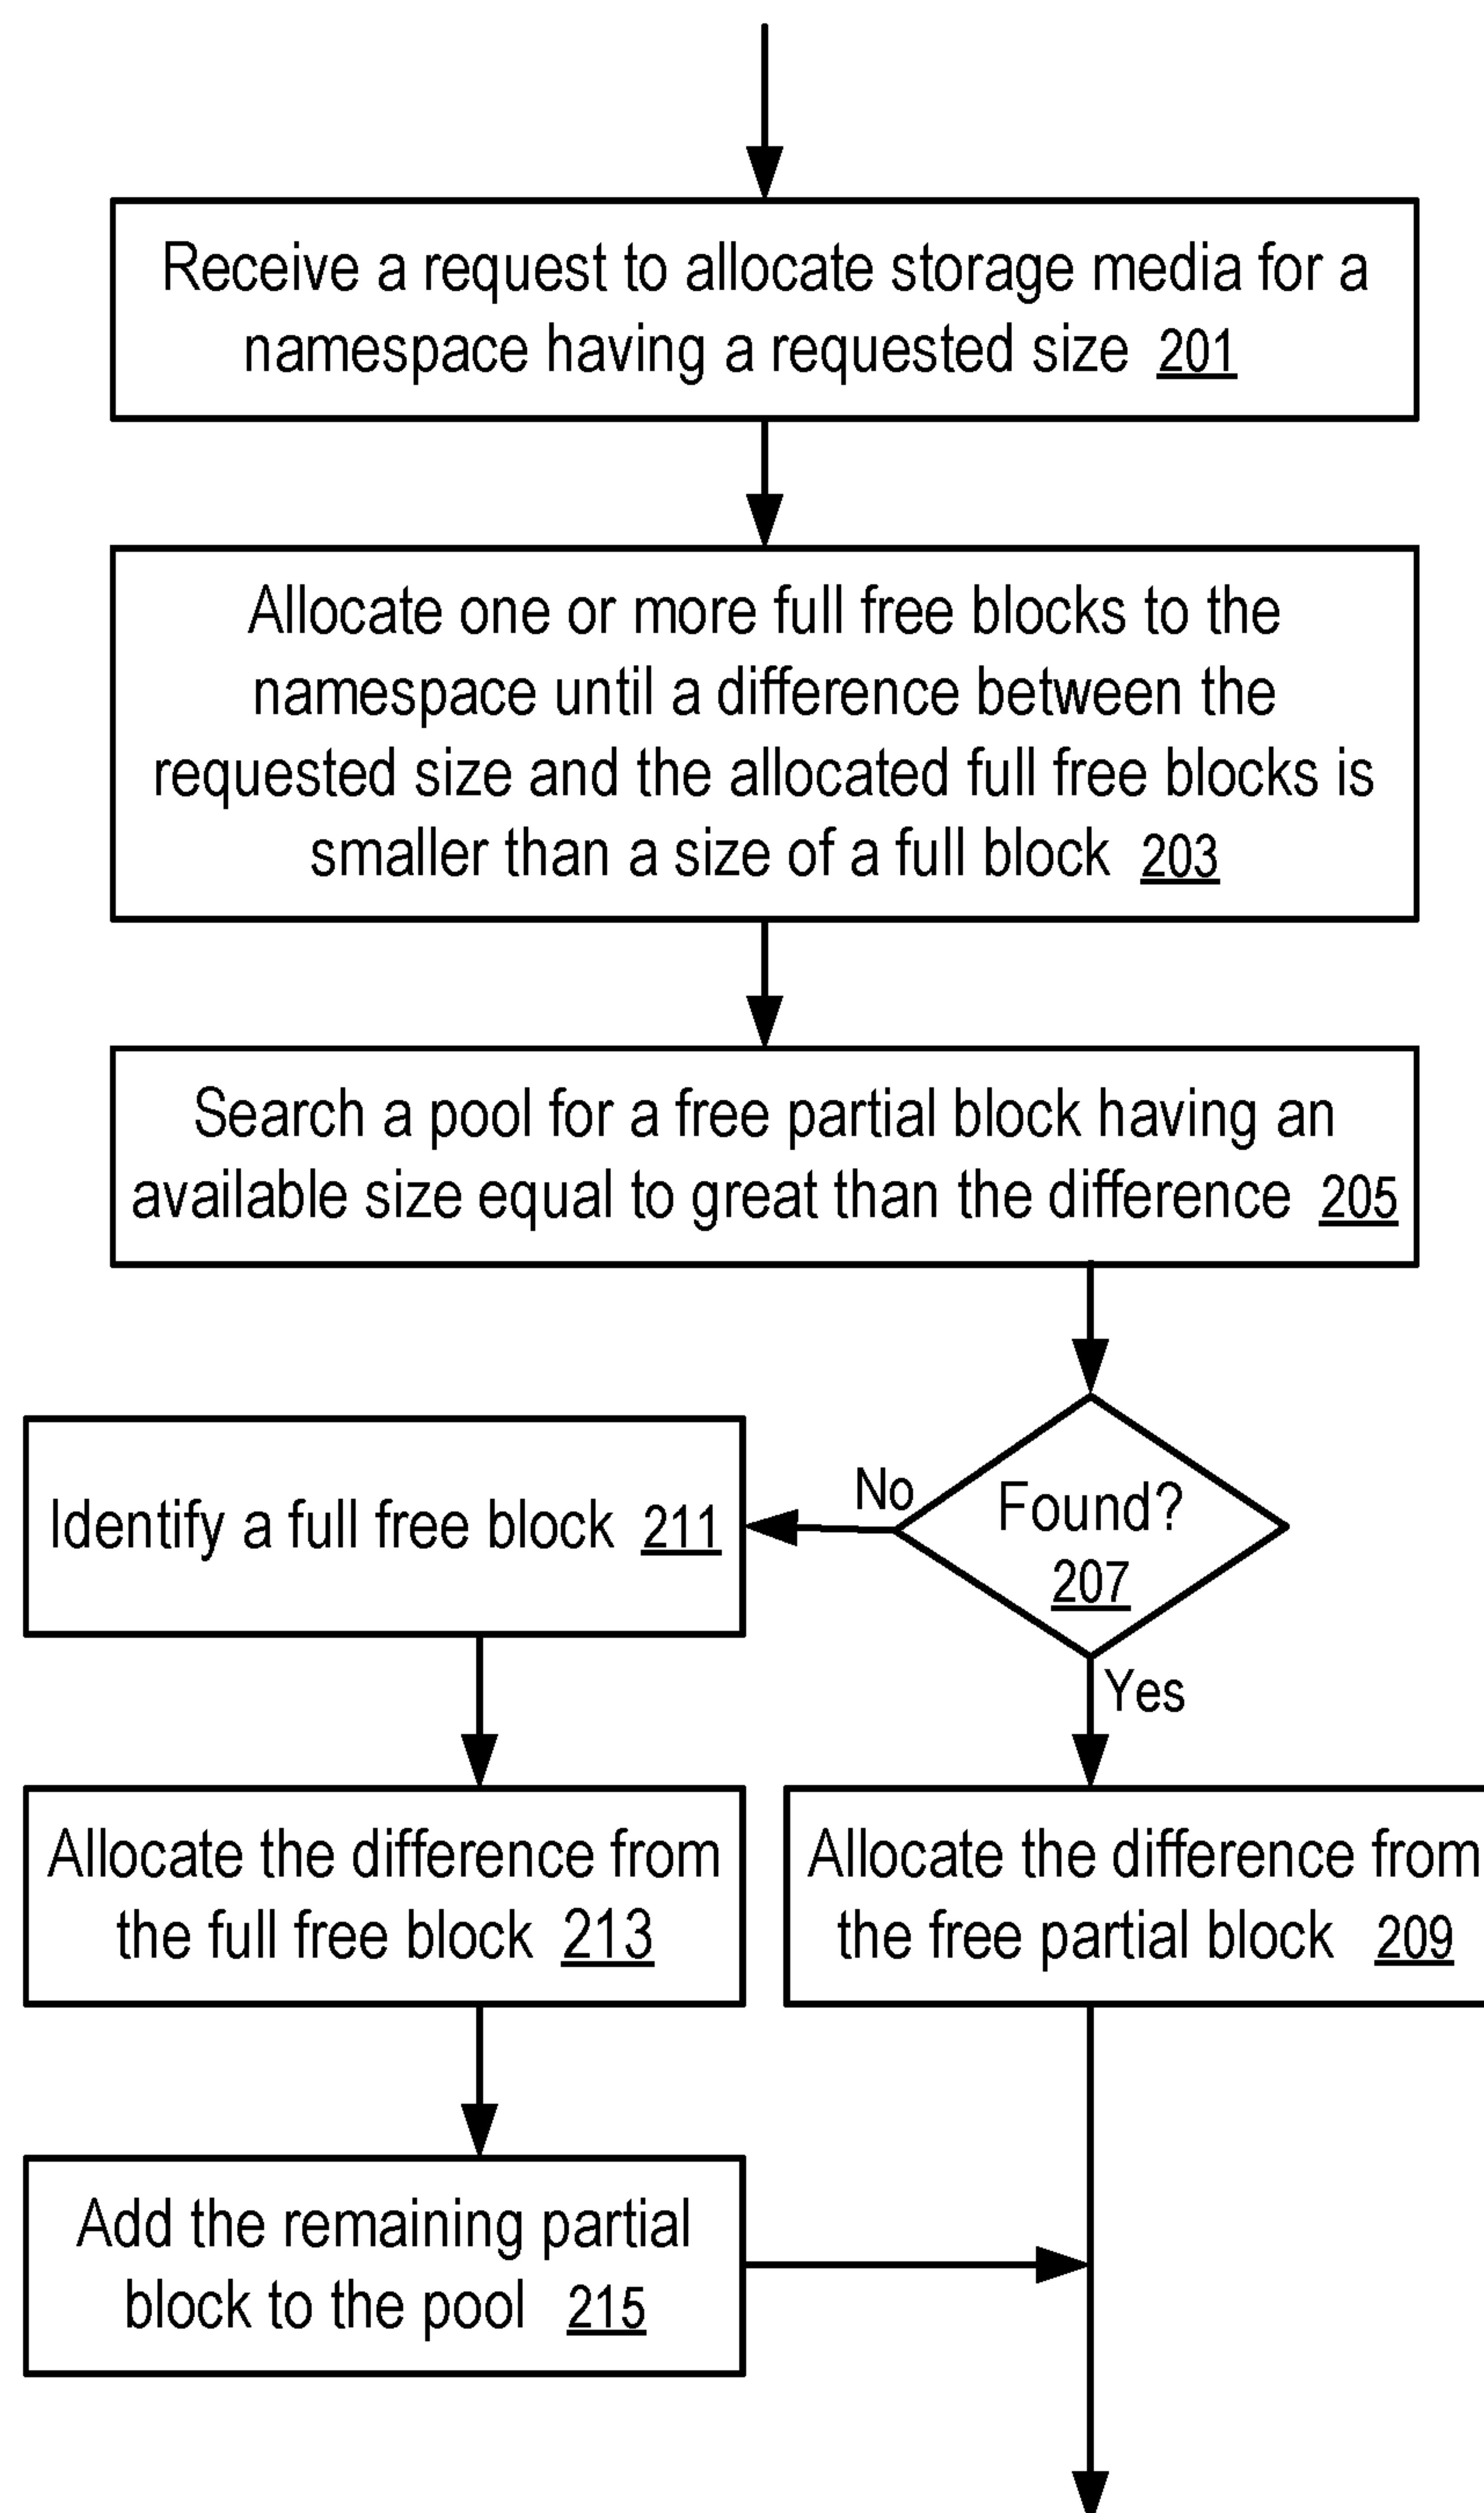 Receive a request to allocate storage media for a
namespace having a requested size 201
Allocate one or more full free blocks to the
namespace until a difference between the
requested size and the allocated full free blocks is
smaller than a size of a full block 203
Search a pool for a free partial block having an
available size equal to great than the difference 205
Found?
207
No
Yes
Identify a full free block 211
Allocate the difference from
the full free block 213
Allocate the difference from
the free partial block 209
Add the remaining partial
block to the pool 215